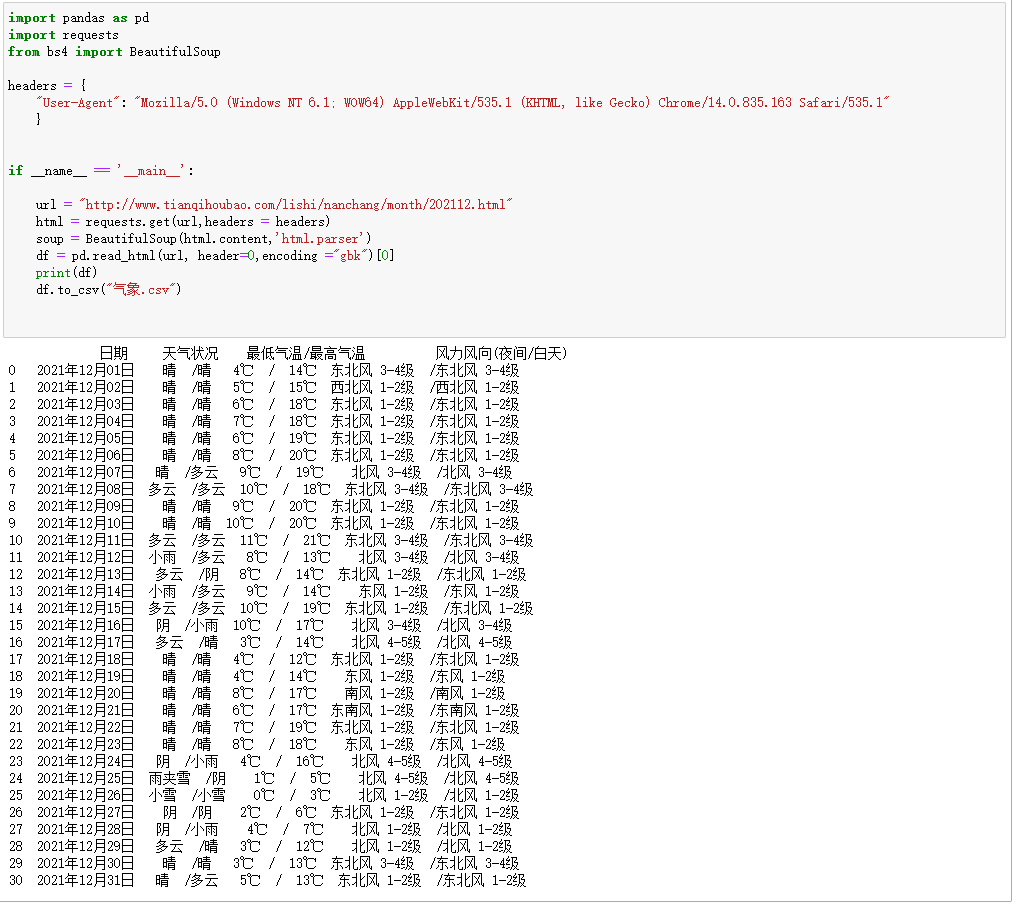 import pandas as pd
import requests
from bs4 import BeautifulSoup
headers = {
    "User-Agent": "Mozilla/5.0 (Windows NT 6.1; WOW64) AppleWebKit/535.1 (KHTML, like Gecko) Chrome/14.0.835.163 Safari/535.1"
    }
if __name__ == '__main__':
    url = "http://www.tianqihoubao.com/lishi/nanchang/month/202112.html"
    html = requests.get(url,headers = headers)
    soup = BeautifulSoup(html.content,'html.parser')
    df = pd.read_html(url, header=0,encoding ="gbk")[0]
    print(df)
    df.to_csv("气象.csv")
日期 天气状况 最低气温/最高气温 风力风向(夜间/白天)
0 2021年12月01日 晴 /晴 4℃ / 14℃ 东北风 3-4级 /东北风 3-4级
1 2021年12月02日 晴 /晴 5℃ / 15℃ 西北风 1-2级 /西北风 1-2级
2 2021年12月03日 晴 /晴 6℃ / 18℃ 东北风 1-2级 /东北风 1-2级
3 2021年12月04日 晴 /晴 7℃ / 18℃ 东北风 1-2级 /东北风 1-2级
4 2021年12月05日 晴 /晴 6℃ / 19℃ 东北风 1-2级 /东北风 1-2级
5 2021年12月06日 晴 /晴 8℃ / 20℃ 东北风 1-2级 /东北风 1-2级
6 2021年12月07日 晴 /多云 9℃ / 19℃ 北风 3-4级 /北风 3-4级
7 2021年12月08日 多云 /多云 10℃ / 18℃ 东北风 3-4级 /东北风 3-4级
8 2021年12月09日 晴 /晴 9℃ / 20℃ 东北风 1-2级 /东北风 1-2级
9 2021年12月10日 晴 /晴 10℃ / 20℃ 东北风 1-2级 /东北风 1-2级
10 2021年12月11日 多云 /多云 11℃ / 21℃ 东北风 3-4级 /东北风 3-4级
11 2021年12月12日 小雨 /多云 8℃ / 13℃ 北风 3-4级 /北风 3-4级
12 2021年12月13日 多云 /阴 8℃ / 14℃ 东北风 1-2级 /东北风 1-2级
13 2021年12月14日 小雨 /多云 9℃ / 14℃ 东风 1-2级 /东风 1-2级
14 2021年12月15日 多云 /多云 10℃ / 19℃ 东北风 1-2级 /东北风 1-2级
15 2021年12月16日 阴 /小雨 10℃ / 17℃ 北风 3-4级 /北风 3-4级
16 2021年12月17日 多云 /晴 3℃ / 14℃ 北风 4-5级 /北风 4-5级
17 2021年12月18日 晴 /晴 4℃ / 12℃ 东北风 1-2级 /东北风 1-2级
18 2021年12月19日 晴 /晴 4℃ / 14℃ 东风 1-2级 /东风 1-2级
19 2021年12月20日 晴 /晴 8℃ / 17℃ 南风 1-2级 /南风 1-2级
20 2021年12月21日 晴 /晴 6℃ / 17℃ 东南风 1-2级 /东南风 1-2级
21 2021年12月22日 晴 /晴 7℃ / 19℃ 东北风 1-2级 /东北风 1-2级
22 2021年12月23日 晴 /晴 8℃ / 18℃ 东风 1-2级 /东风 1-2级
23 2021年12月24日 阴 /小雨 4℃ / 16℃ 北风 4-5级 /北风 4-5级
24 2021年12月25日 雨夹雪 /阴 1℃ / 5℃ 北风 4-5级 /北风 4-5级
25 2021年12月26日 小雪 /小雪 0℃ / 3℃ 北风 1-2级 /北风 1-2级
26 2021年12月27日 阴 /阴 2℃ / 6℃ 东北风 1-2级 /东北风 1-2级
27 2021年12月28日 阴 /小雨 4℃ / 7℃ 北风 1-2级 /北风 1-2级
28 2021年12月29日 多云 /晴 3℃ / 12℃ 北风 1-2级 /北风 1-2级
29 2021年12月30日 晴 /晴 3℃ / 13℃ 东北风 3-4级 /东北风 3-4级
30 2021年12月31日 晴 /多云 5℃ / 13℃ 东北风 1-2级 /东北风 1-2级